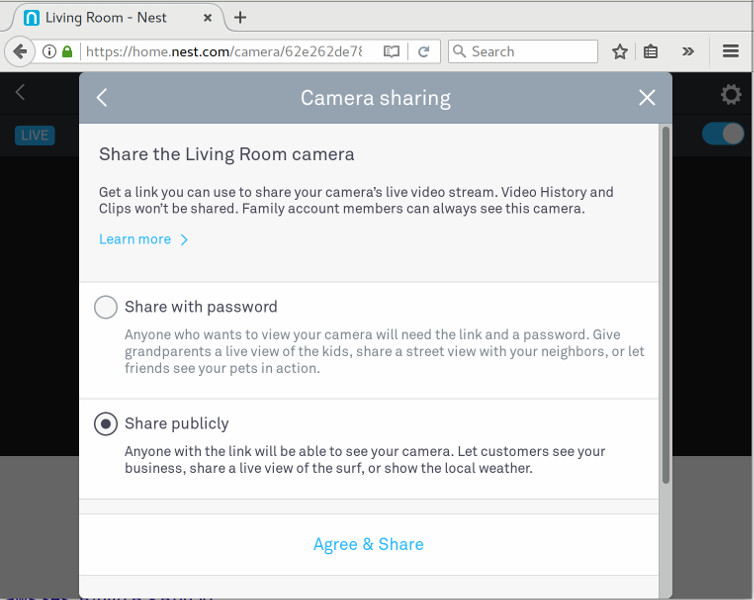 Living Room - Nest
https://home.nest.com/camera/62e262de78
Search
Camera sharing
LIVE
Share the Living Room camera
Get a link you can use to share your camera's live video stream. Video History and
Clips won't be shared. Family account members can always see this camera.
Learn more
Share with password
Anyone who wants to view your camera will need the link and a password. Give
grandparents a live view of the kids, share a street view with your neighbors, or let
friends see your pets in action.
Share publicly
Anyone with the link will be able to see your camera. Let customers see your
business, share a live view of the surf, or show the local weather.
Agree & Share